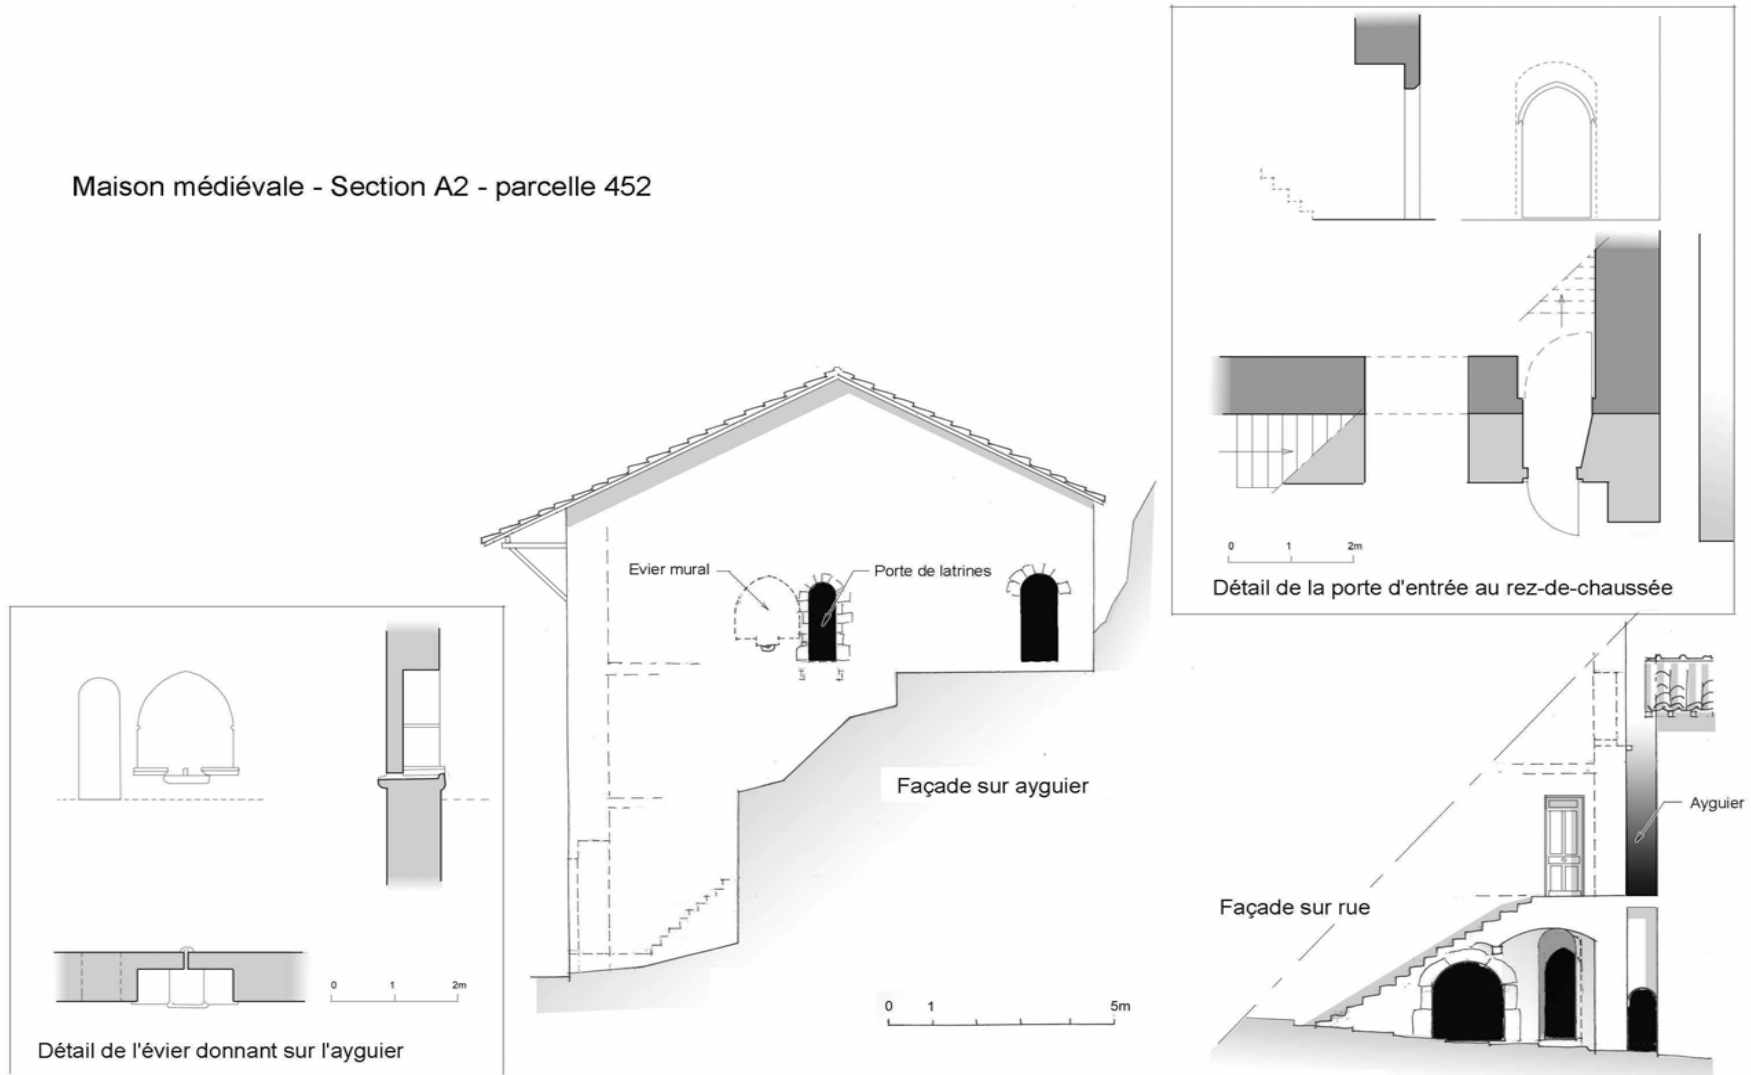 Maison médiévale - Section A2 - parcelle 452
0 1 2m
Détail de la porte d'entrée au rez-de-chaussée
Evier mural
Porte de latrines
Façade sur ayguier
Ayguier
Façade sur rue
0 1 2m
0 1 5m
Détail de l'évier donnant sur l'ayguier